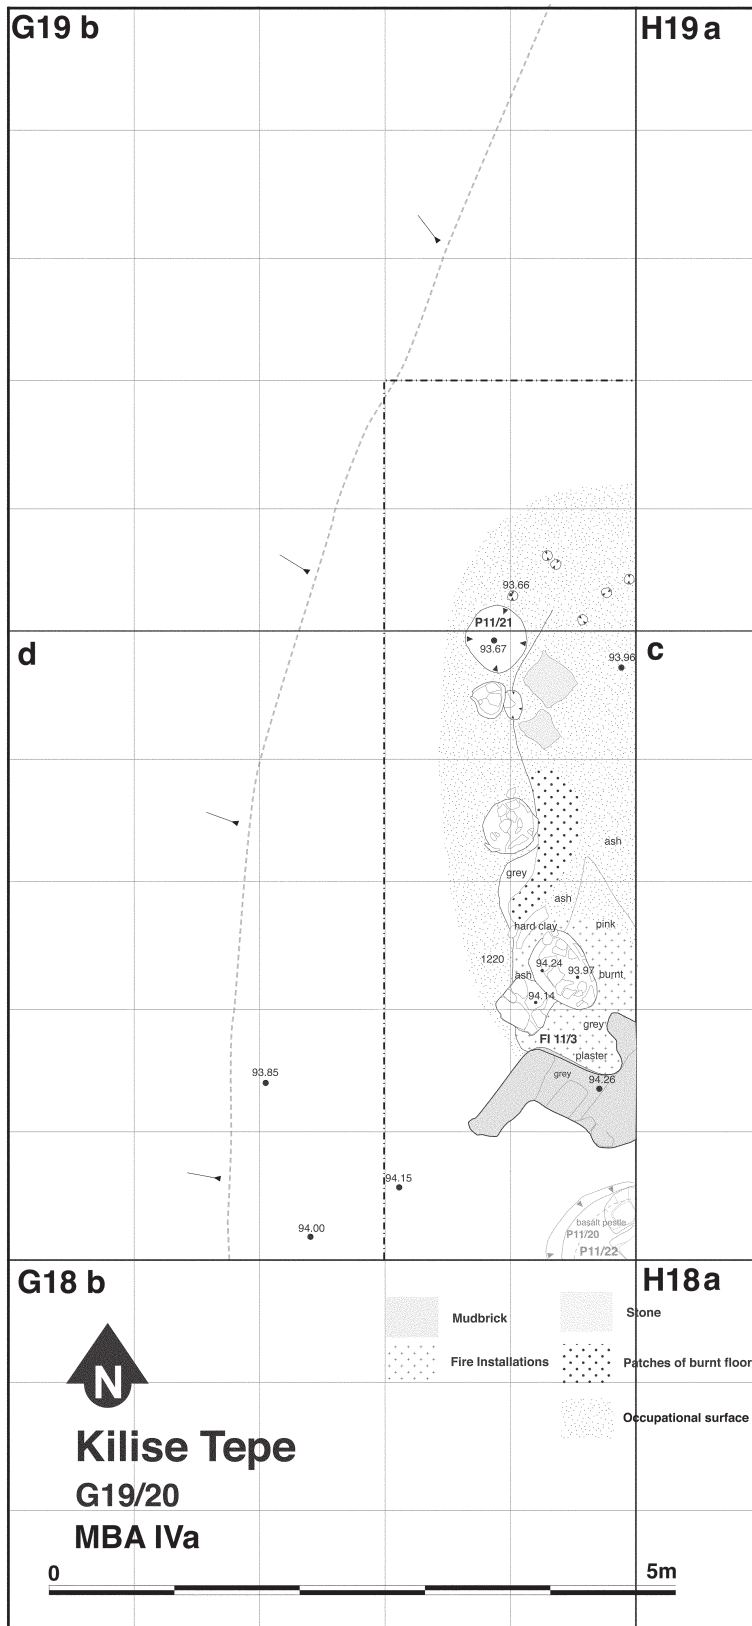 G19 b
H19 a
93.66
P11/21
93.67
d
93.96
c
ash
grey
ash
hard clay
pink
1220
94.24
ash
93.97
burnt
94.14
grey
FI 11/3
plaster
93.85
grey
94.26
94.15
basalt pestle
94.00
P11/20
P11/22
G18 b
H18 a
Mudbrick
Stone
Fire Installations
Patches of burnt floor
Occupational surface
N
Kilise Tepe
G19/20
MBA IVa
0
5m